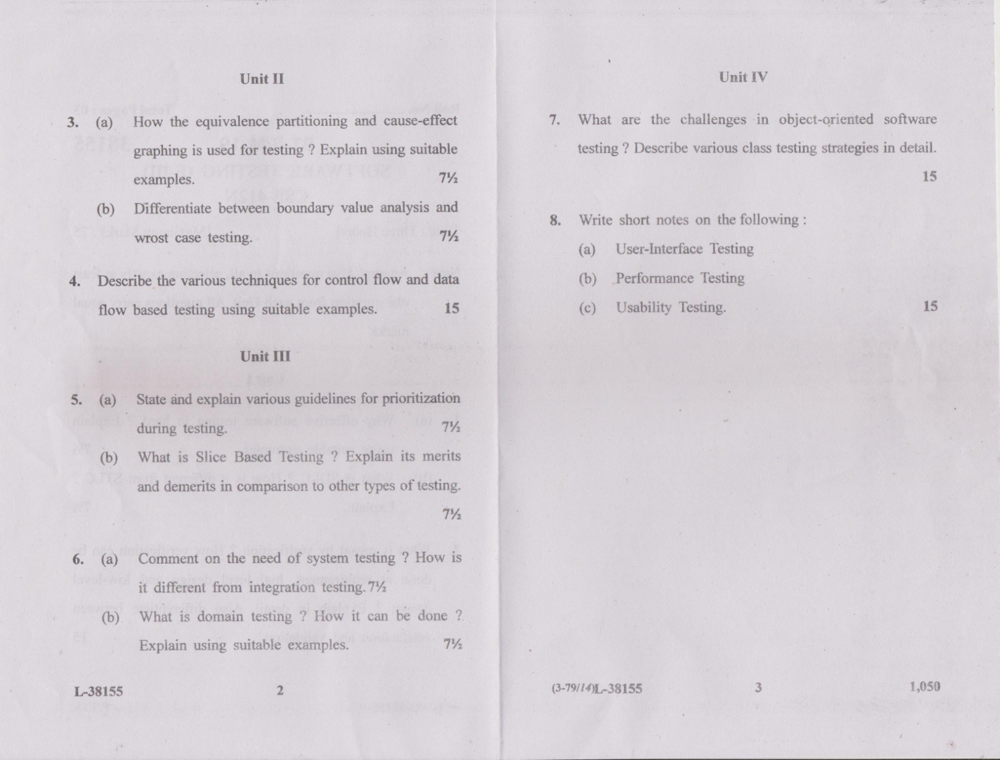 Unit II
3. (a) How the equivalence partitioning and cause-effect
graphing is used for testing ? Explain using suitable
examples. 7½
(b) Differentiate between boundary value analysis and
wrost case testing. 7½
4. Describe the various techniques for control flow and data
flow based testing using suitable examples. 15
Unit III
5. (a) State and explain various guidelines for prioritization
during testing. 7½
(b) What is Slice Based Testing ? Explain its merits
and demerits in comparison to other types of testing.
7½
6. (a) Comment on the need of system testing ? How is
it different from integration testing. 7½
(b) What is domain testing ? How it can be done ?
Explain using suitable examples. 7½
L-38155 2
Unit IV
7. What are the challenges in object-oriented software
testing ? Describe various class testing strategies in detail.
15
8. Write short notes on the following :
(a) User-Interface Testing
(b) Performance Testing
(c) Usability Testing. 15
(3-79/14)L-38155 3 1,050